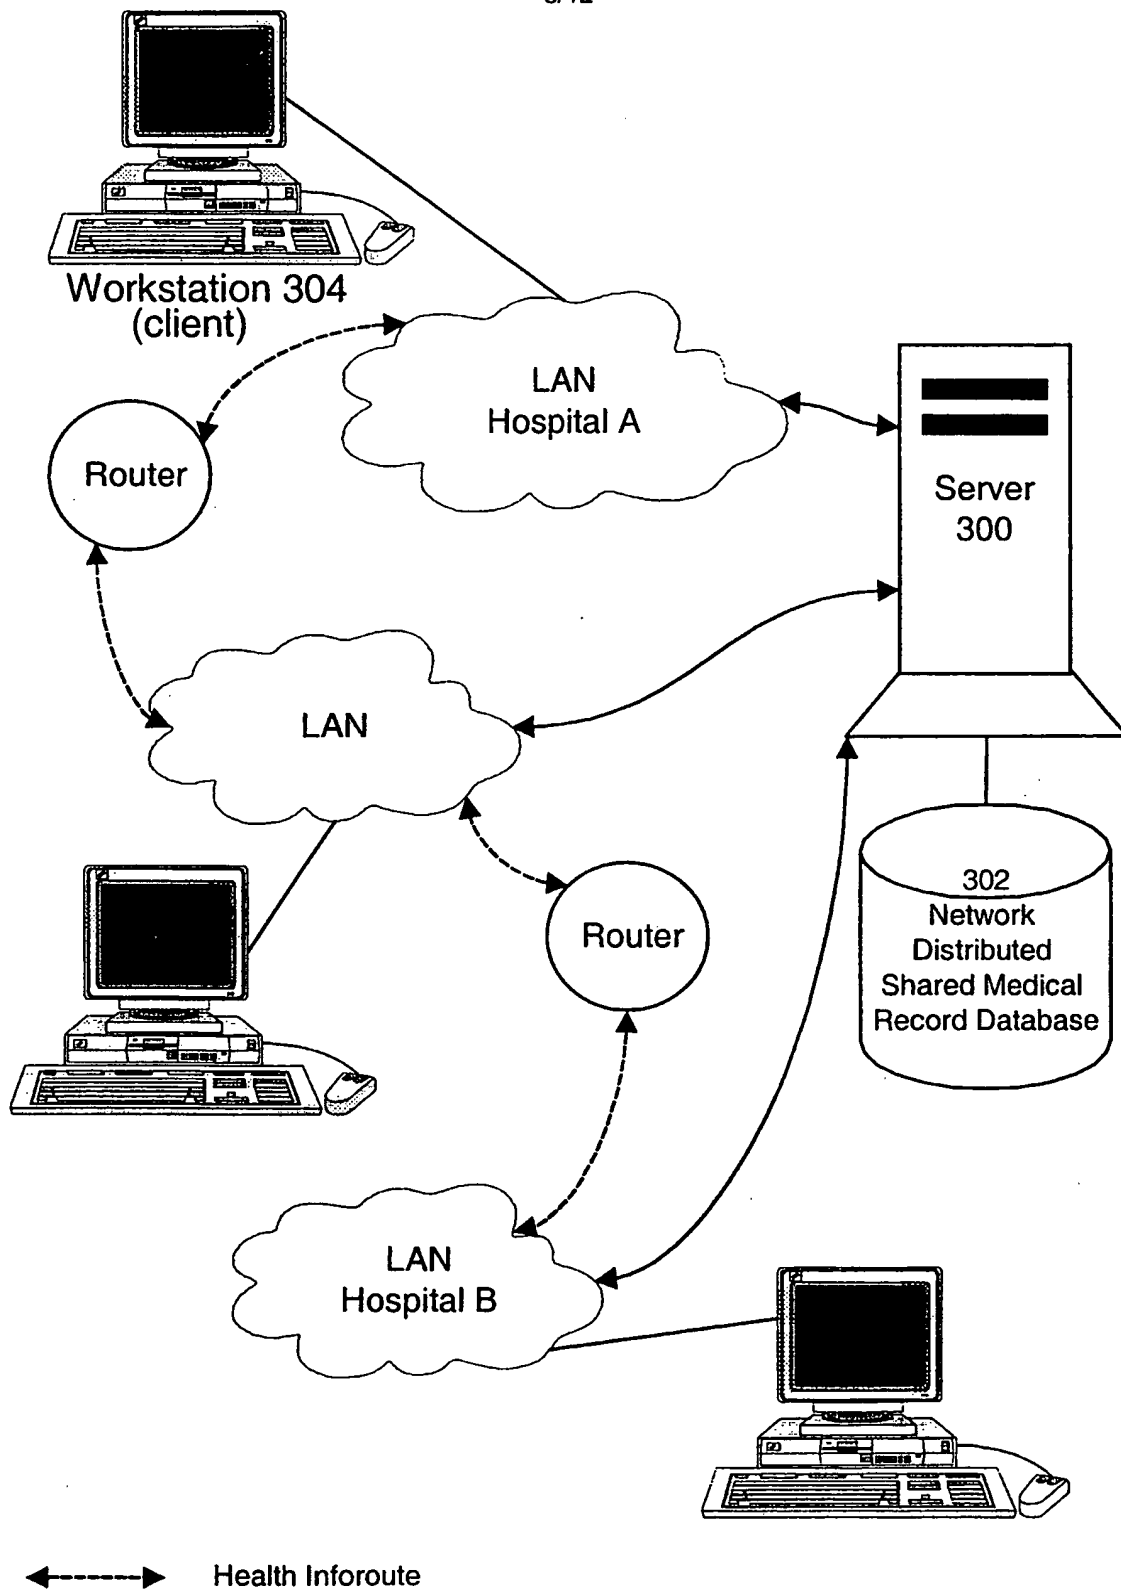 Workstation 304
(client)
LAN
Hospital A
Router
Server
300
LAN
302
Network
Distributed
Shared Medical
Record Database
Router
LAN
Hospital B
Health Inforoute